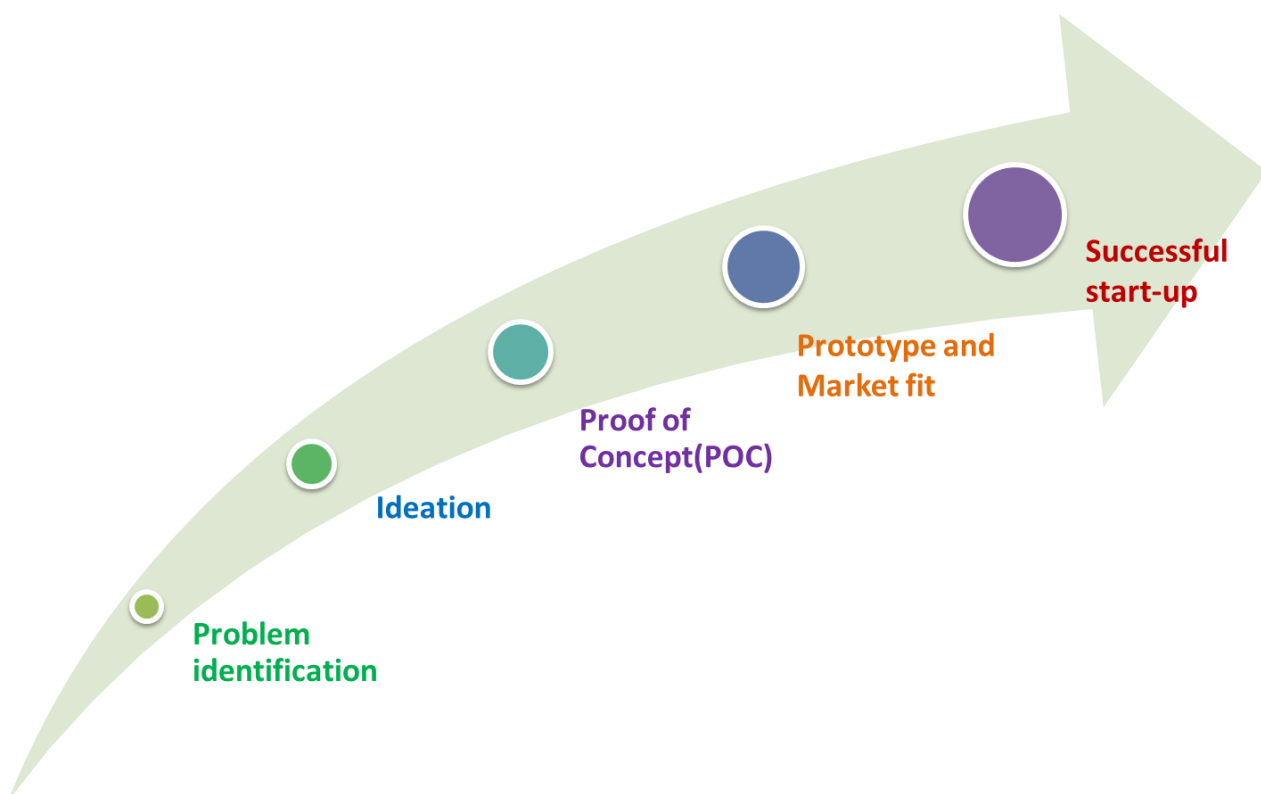 Successful
start-up
Prototype and
Market fit
Proof of
Concept(POC)
Ideation
Problem
identification